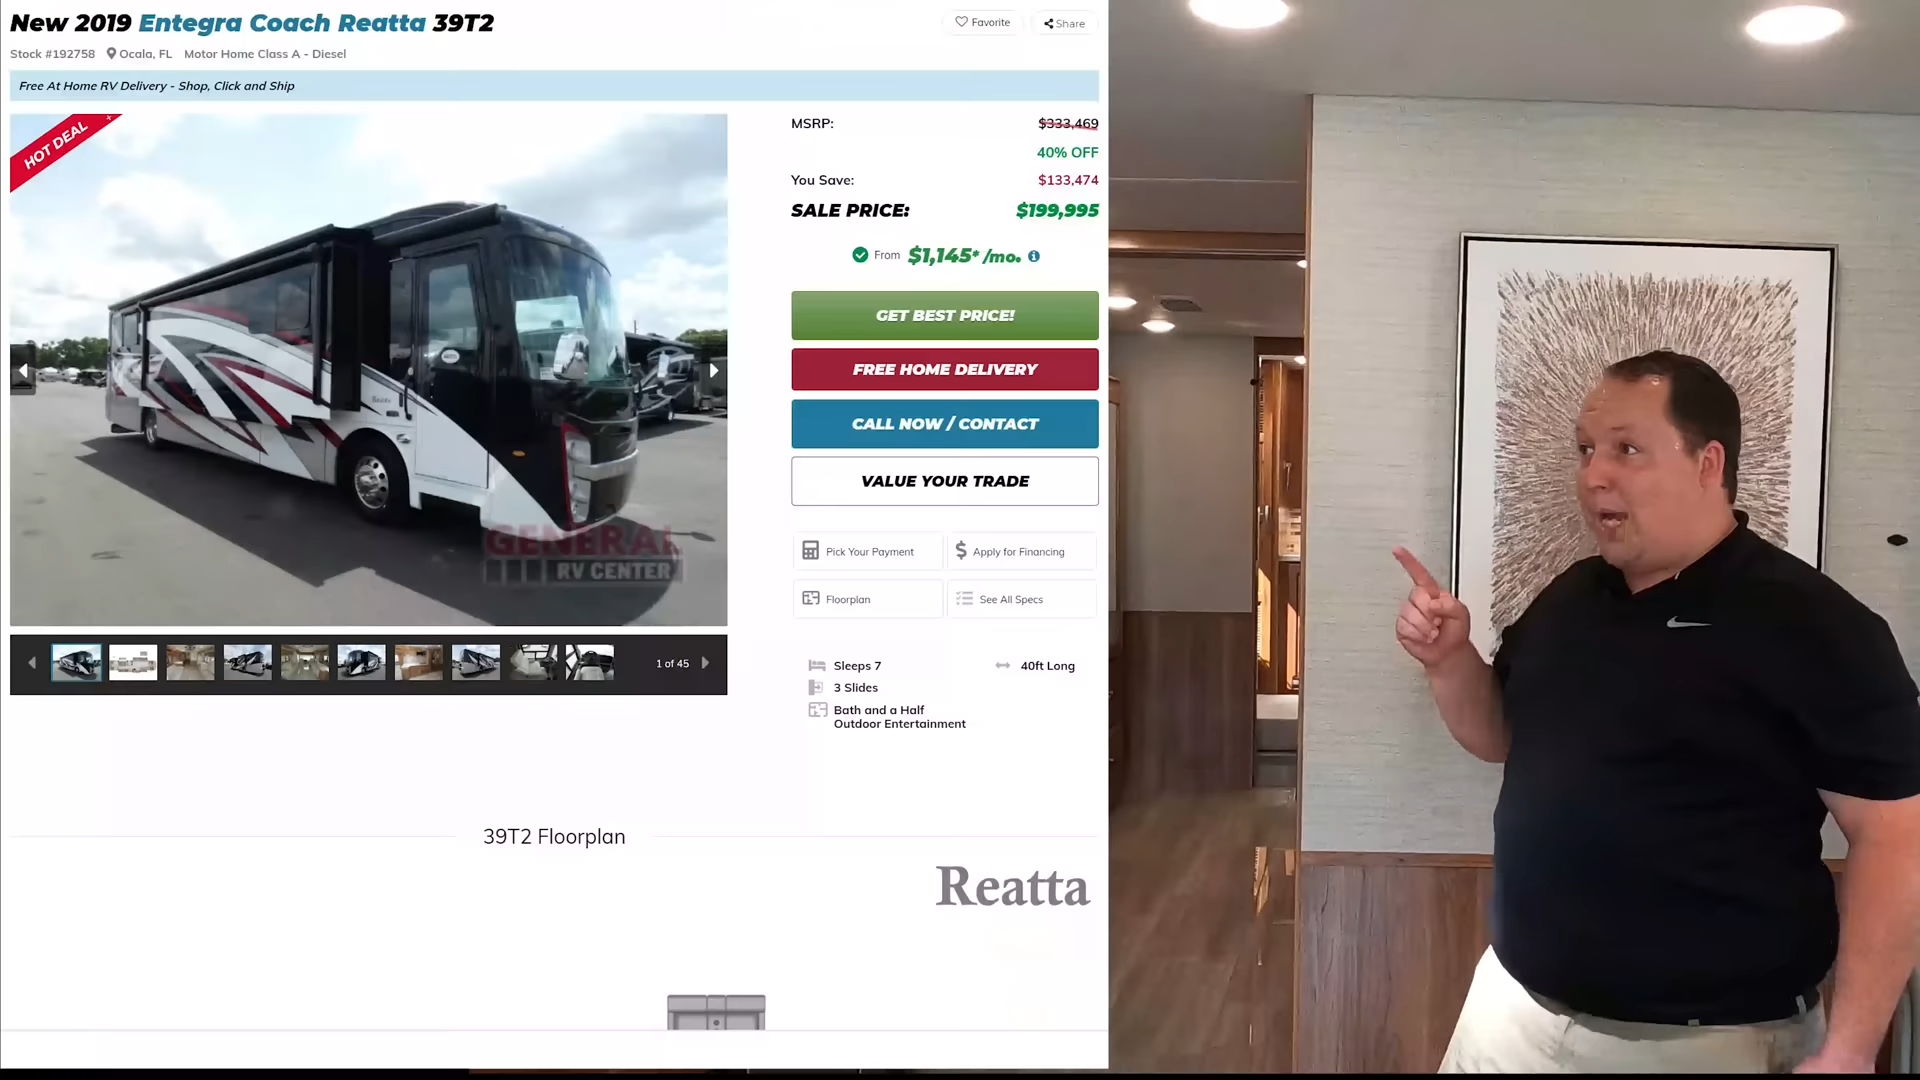 New 2019 Entegra Coach Reatta 39T2
Favorite
Share
Stock #192758 Ocala, FL Motor Home Class A - Diesel
Free At Home RV Delivery - Shop, Click and Ship
HOT DEAL
MSRP: $333,469
40% OFF
You Save: $133,474
SALE PRICE: $199,995
From $1,145* /mo.
GET BEST PRICE!
FREE HOME DELIVERY
CALL NOW / CONTACT
VALUE YOUR TRADE
GENERAL
RV CENTER
Pick Your Payment
Apply for Financing
Floorplan
See All Specs
1 of 45
Sleeps 7
40ft Long
3 Slides
Bath and a Half
Outdoor Entertainment
39T2 Floorplan
Reatta